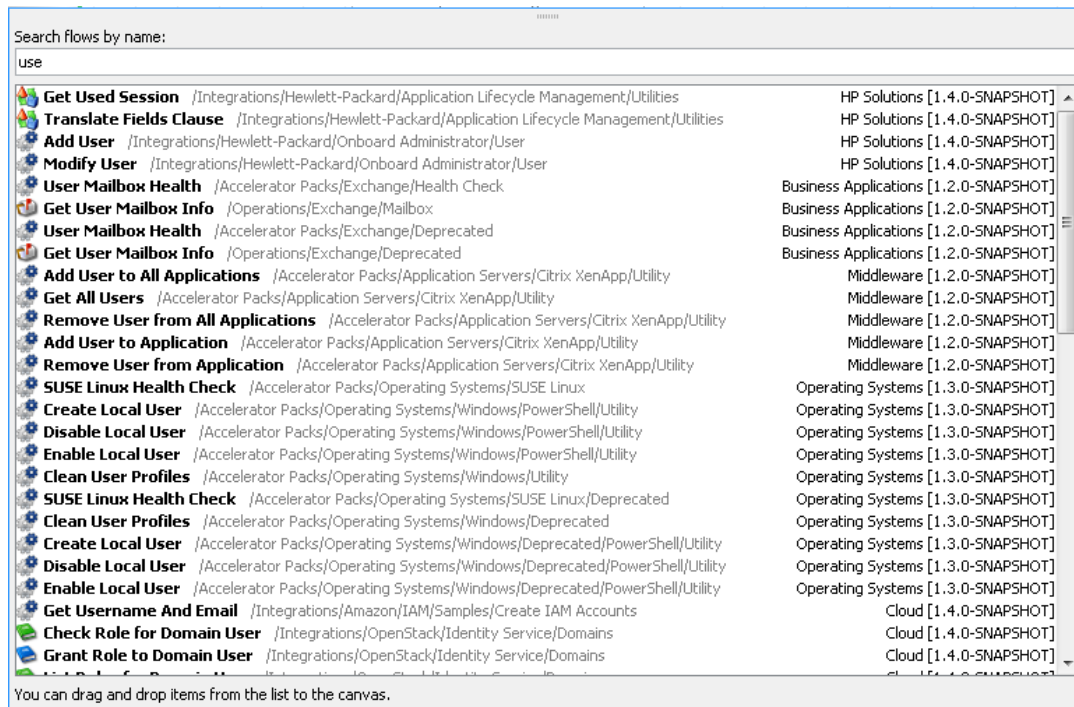 Search flows by name:
use
Get Used Session /Integrations/Hewlett-Packard/Application Lifecycle Management/Utilities HP Solutions [1.4.0-SNAPSHOT]
Translate Fields Clause /Integrations/Hewlett-Packard/Application Lifecycle Management/Utilities HP Solutions [1.4.0-SNAPSHOT]
Add User /Integrations/Hewlett-Packard/Onboard Administrator/User HP Solutions [1.4.0-SNAPSHOT]
Modify User /Integrations/Hewlett-Packard/Onboard Administrator/User HP Solutions [1.4.0-SNAPSHOT]
User Mailbox Health /Accelerator Packs/Exchange/Health Check Business Applications [1.2.0-SNAPSHOT]
Get User Mailbox Info /Operations/Exchange/Mailbox Business Applications [1.2.0-SNAPSHOT]
User Mailbox Health /Accelerator Packs/Exchange/Deprecated Business Applications [1.2.0-SNAPSHOT]
Get User Mailbox Info /Operations/Exchange/Deprecated Business Applications [1.2.0-SNAPSHOT]
Add User to All Applications /Accelerator Packs/Application Servers/Citrix XenApp/Utility Middleware [1.2.0-SNAPSHOT]
Get All Users /Accelerator Packs/Application Servers/Citrix XenApp/Utility Middleware [1.2.0-SNAPSHOT]
Remove User from All Applications /Accelerator Packs/Application Servers/Citrix XenApp/Utility Middleware [1.2.0-SNAPSHOT]
Add User to Application /Accelerator Packs/Application Servers/Citrix XenApp/Utility Middleware [1.2.0-SNAPSHOT]
Remove User from Application /Accelerator Packs/Application Servers/Citrix XenApp/Utility Middleware [1.2.0-SNAPSHOT]
SUSE Linux Health Check /Accelerator Packs/Operating Systems/SUSE Linux Operating Systems [1.3.0-SNAPSHOT]
Create Local User /Accelerator Packs/Operating Systems/Windows/PowerShell/Utility Operating Systems [1.3.0-SNAPSHOT]
Disable Local User /Accelerator Packs/Operating Systems/Windows/PowerShell/Utility Operating Systems [1.3.0-SNAPSHOT]
Enable Local User /Accelerator Packs/Operating Systems/Windows/PowerShell/Utility Operating Systems [1.3.0-SNAPSHOT]
Clean User Profiles /Accelerator Packs/Operating Systems/Windows/Utility Operating Systems [1.3.0-SNAPSHOT]
SUSE Linux Health Check /Accelerator Packs/Operating Systems/SUSE Linux/Deprecated Operating Systems [1.3.0-SNAPSHOT]
Clean User Profiles /Accelerator Packs/Operating Systems/Windows/Deprecated Operating Systems [1.3.0-SNAPSHOT]
Create Local User /Accelerator Packs/Operating Systems/Windows/Deprecated/PowerShell/Utility Operating Systems [1.3.0-SNAPSHOT]
Disable Local User /Accelerator Packs/Operating Systems/Windows/Deprecated/PowerShell/Utility Operating Systems [1.3.0-SNAPSHOT]
Enable Local User /Accelerator Packs/Operating Systems/Windows/Deprecated/PowerShell/Utility Operating Systems [1.3.0-SNAPSHOT]
Get Username And Email /Integrations/Amazon/IAM/Samples/Create IAM Accounts Cloud [1.4.0-SNAPSHOT]
Check Role for Domain User /Integrations/OpenStack/Identity Service/Domains Cloud [1.4.0-SNAPSHOT]
Grant Role to Domain User /Integrations/OpenStack/Identity Service/Domains Cloud [1.4.0-SNAPSHOT]
You can drag and drop items from the list to the canvas.